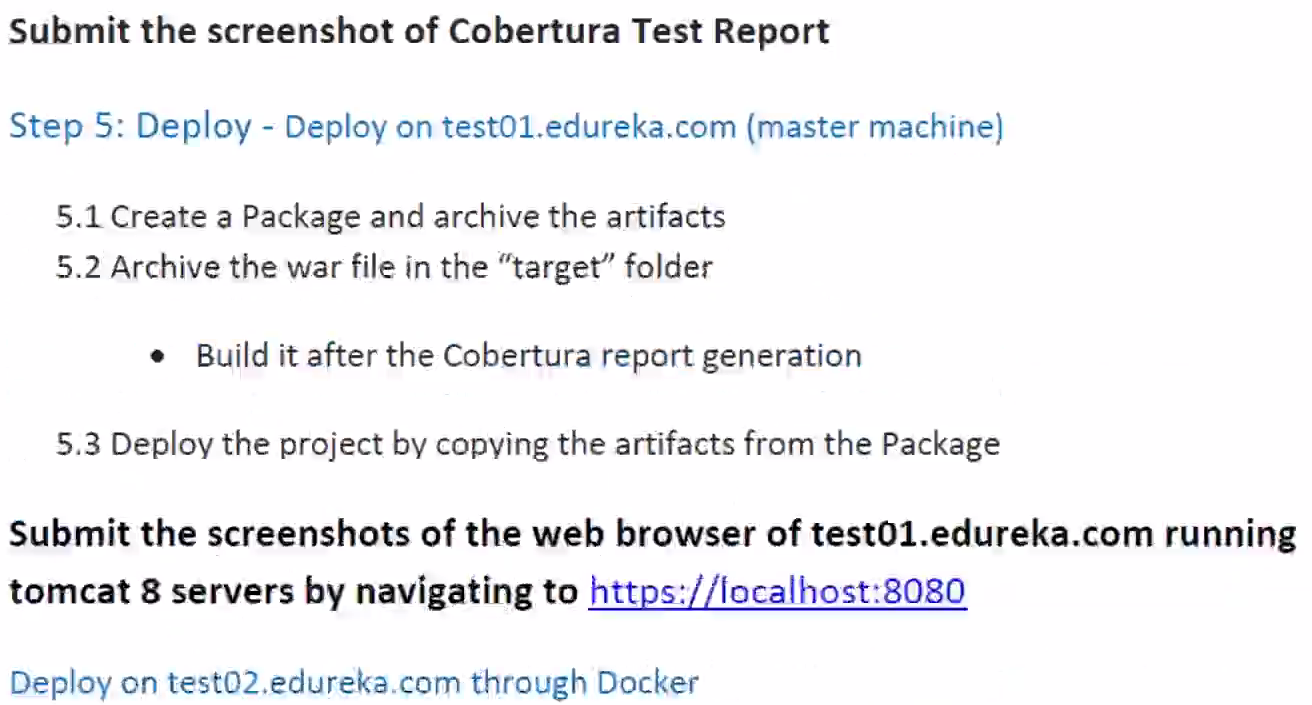 Submit the screenshot of Cobertura Test Report
Step 5: Deploy - Deploy on test01.edureka.com (master machine)
5.1 Create a Package and archive the artifacts
5.2 Archive the war file in the “target” folder
• Build it after the Cobertura report generation
5.3 Deploy the project by copying the artifacts from the Package
Submit the screenshots of the web browser of test01.edureka.com running
tomcat 8 servers by navigating to https://localhost:8080
Deploy on test02.edureka.com through Docker